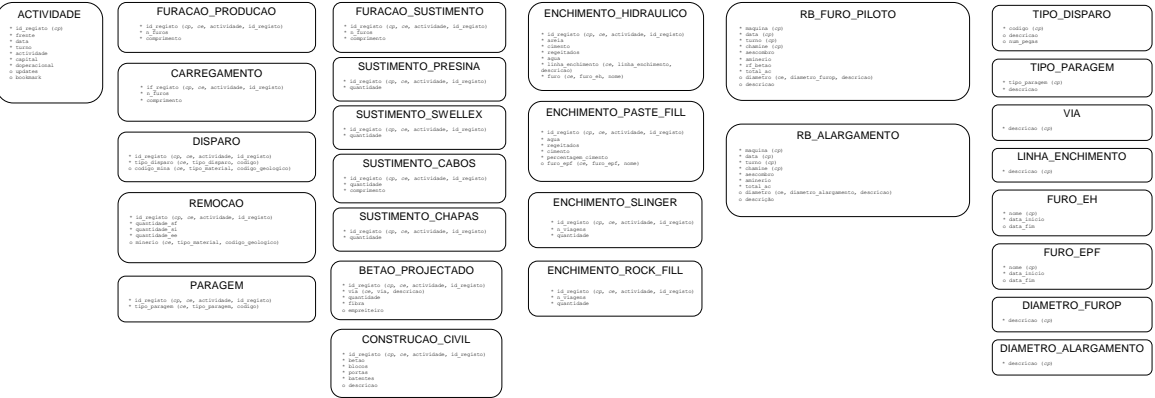 ACTIVIDADE
* id_registo (cp)
* frente
* data
* turno
* actividade
* capital
* doperacional
o updates
o bookmark
FURACAO_PRODUCAO
* id_registo (cp, ce, actividade, id_registo)
* n_furos
* comprimento
CARREGAMENTO
* if_registo (cp, ce, actividade, id_registo)
* n_furos
* comprimento
DISPARO
* id_registo (cp, ce, actividade, id_registo)
* tipo_disparo (ce, tipo_disparo, codigo)
o codigo_mina (ce, tipo_material, codigo_geologico)
REMOCAO
* id_registo (cp, ce, actividade, id_registo)
* quantidade_sf
* quantidade_si
* quantidade_se
o minerio (ce, tipo_material, codigo_geologico)
PARAGEM
* id_registo (cp, ce, actividade, id_registo)
* tipo_paragem (ce, tipo_paragem, codigo)
FURACAO_SUSTIMENTO
* id_registo (cp, ce, actividade, id_registo)
* n_furos
* comprimento
SUSTIMENTO_PRESINA
* id_registo (cp, ce, actividade, id_registo)
* quantidade
SUSTIMENTO_SWELLEX
* id_registo (cp, ce, actividade, id_registo)
* quantidade
SUSTIMENTO_CABOS
* id_registo (cp, ce, actividade, id_registo)
* quantidade
* comprimento
SUSTIMENTO_CHAPAS
* id_registo (cp, ce, actividade, id_registo)
* quantidade
BETAO_PROJECTADO
* id_registo (cp, ce, actividade, id_registo)
* via (ce, via, descricao)
* quantidade
* fibra
o empreiteiro
CONSTRUCAO_CIVIL
* id_registo (cp, ce, actividade, id_registo)
* betao
* blocos
* portas
* batentes
o descricao
ENCHIMENTO_HIDRAULICO
* id_registo (cp, ce, actividade, id_registo)
* areia
* cimento
* regeitados
* agua
* linha_enchimento (ce, linha_enchimento,
descricao)
* furo (ce, furo_eh, nome)
ENCHIMENTO_PASTE_FILL
* id_registo (cp, ce, actividade, id_registo)
* agua
* regeitados
* cimento
* percentagem_cimento
o furo_epf (ce, furo_epf, nome)
ENCHIMENTO_SLINGER
* id_registo (cp, ce, actividade, id_registo)
* n_viagens
* quantidade
ENCHIMENTO_ROCK_FILL
* id_registo (cp, ce, actividade, id_registo)
* n_viagens
* quantidade
RB_FURO_PILOTO
* maquina (cp)
* data (cp)
* turno (cp)
* chamine (cp)
* aescombro
* aminerio
* cf_betao
* total_ac
o diametro (ce, diametro_furop, descricao)
o descricao
RB_ALARGAMENTO
* maquina (cp)
* data (cp)
* turno (cp)
* chamine (cp)
* aescombro
* aminerio
* total_ac
o diametro (ce, diametro_alargamento, descricao)
o descrição
TIPO_DISPARO
* codigo (cp)
o descricao
o num_pegas
TIPO_PARAGEM
* tipo_paragem (cp)
* descricao
VIA
* descricao (cp)
LINHA_ENCHIMENTO
* descricao (cp)
FURO_EH
* nome (cp)
* data_inicio
o data_fim
FURO_EPF
* nome (cp)
* data_inicio
o data_fim
DIAMETRO_FUROP
* descricao (cp)
DIAMETRO_ALARGAMENTO
* descricao (cp)